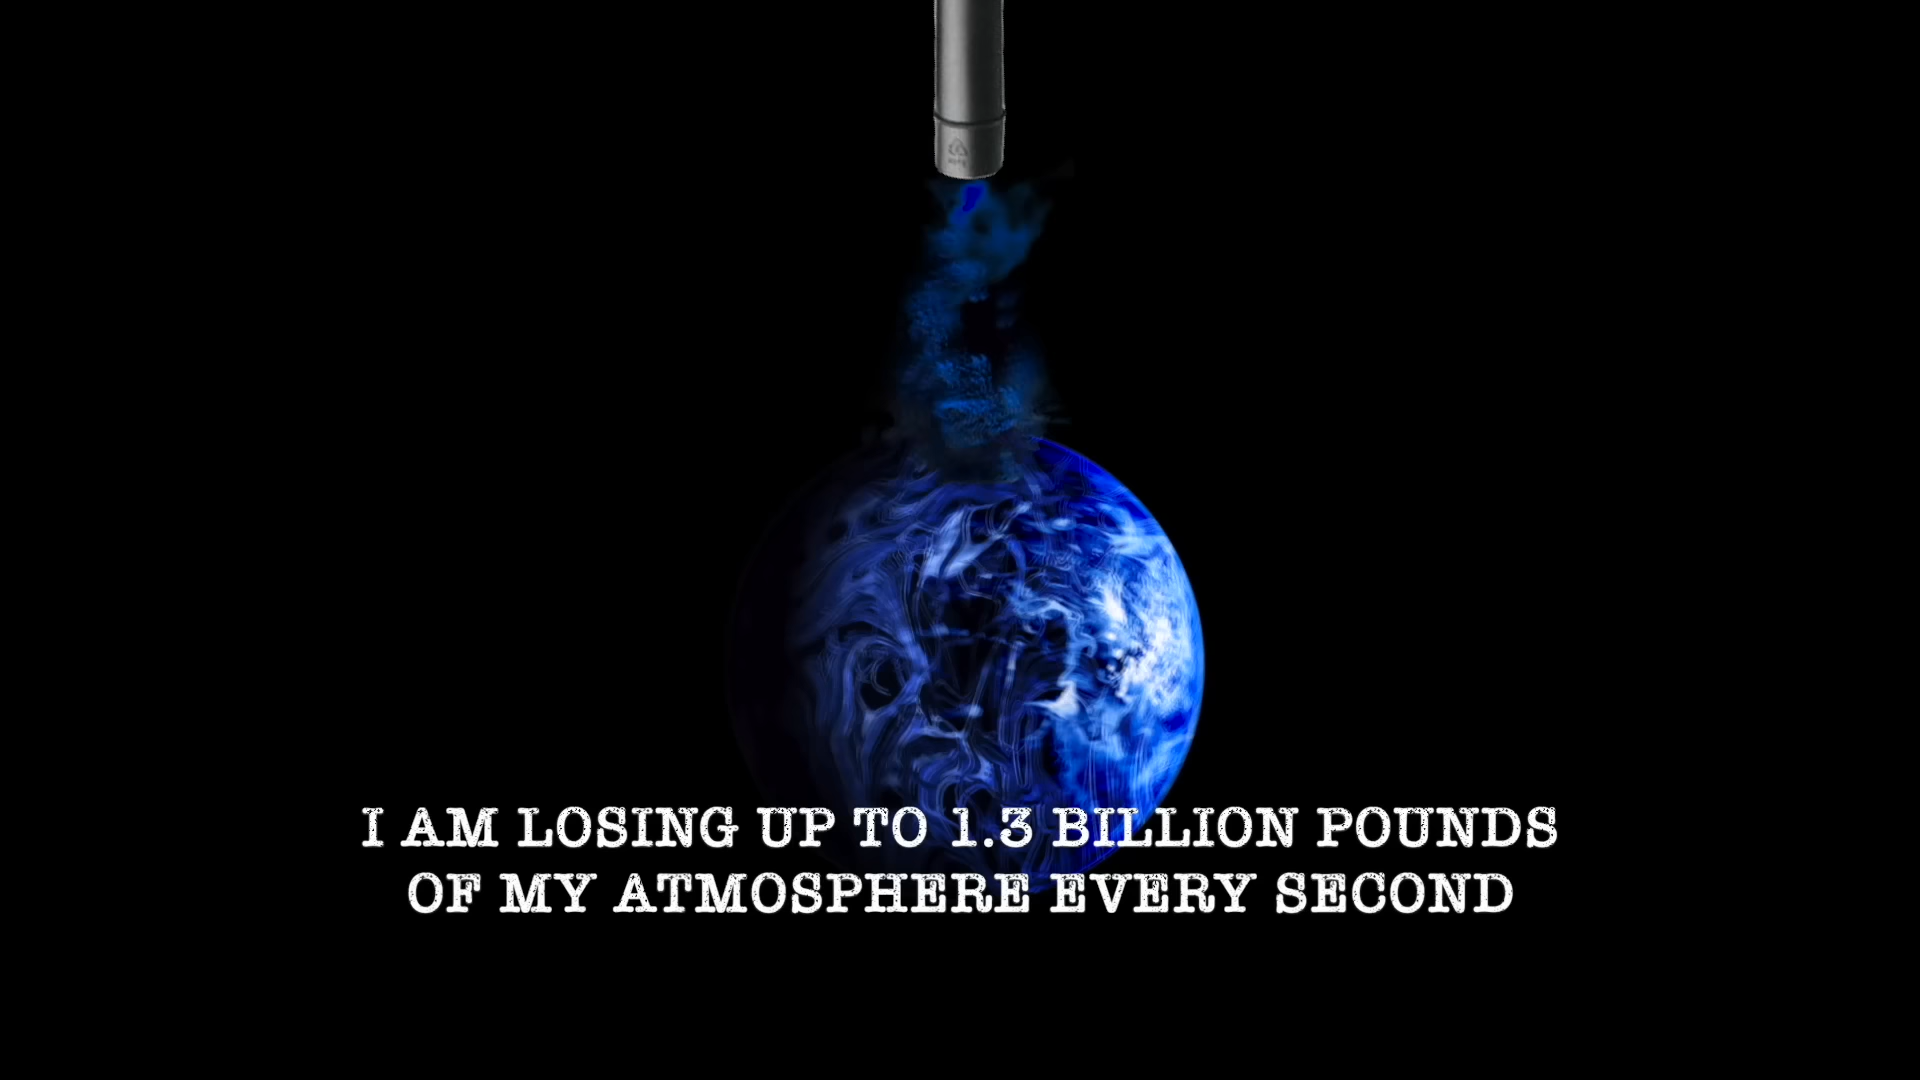 I AM LOSING UP TO 1.3 BILLION POUNDS
OF MY ATMOSPHERE EVERY SECOND